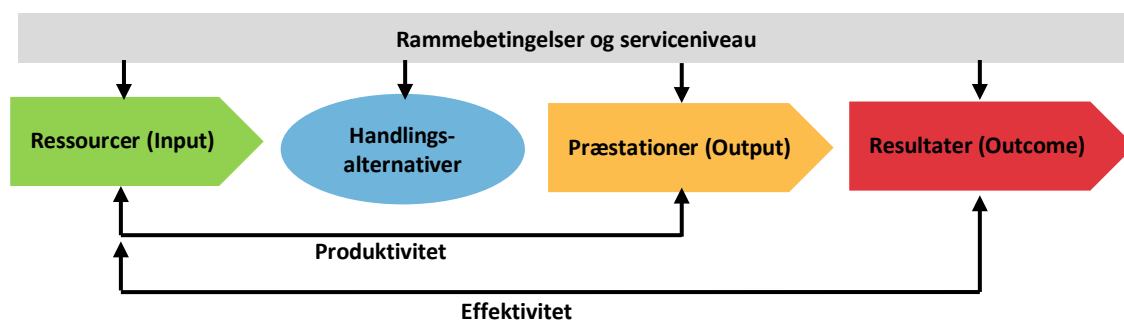 Rammebetingelser og serviceniveau
Ressourcer (Input)
Handlings-
alternativer
Præstationer (Output)
Resultater (Outcome)
Produktivitet
Effektivitet